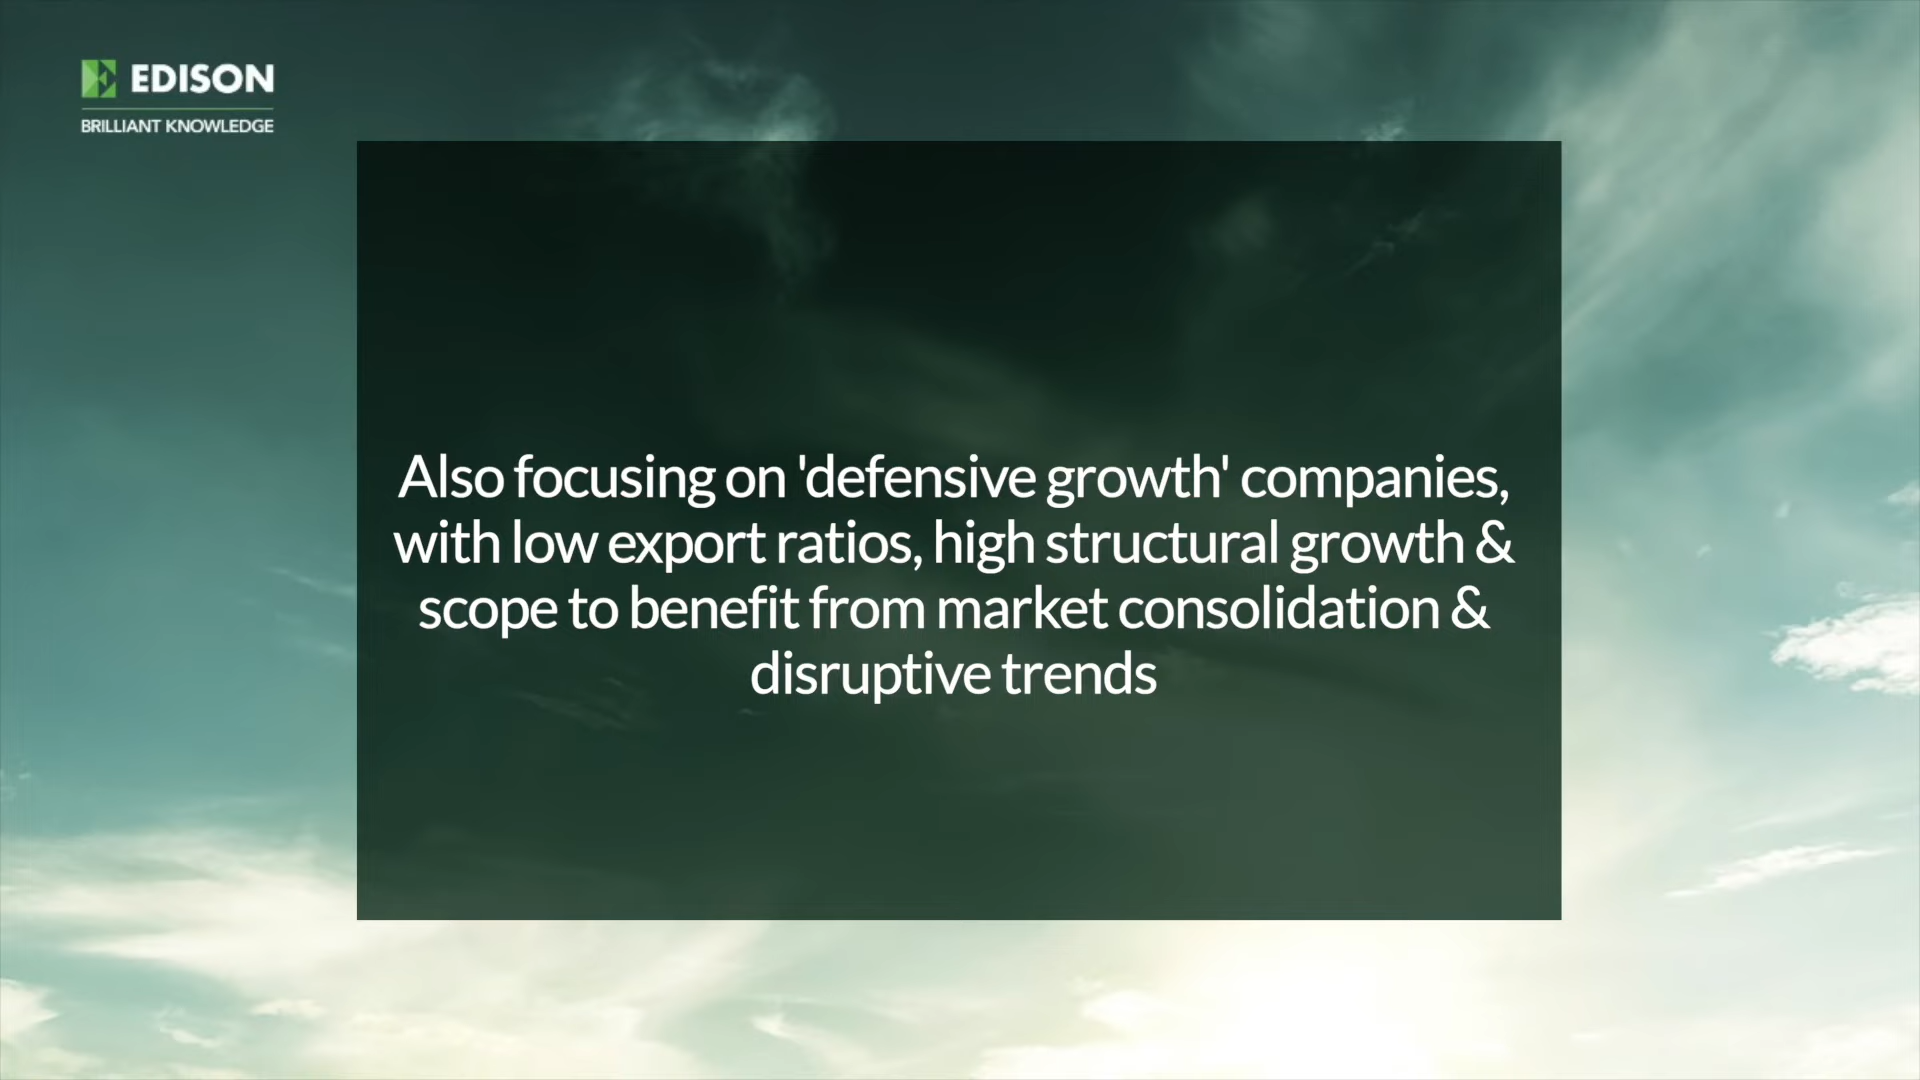 EDISON
BRILLIANT KNOWLEDGE
Also focusing on 'defensive growth' companies,
with low export ratios, high structural growth &
scope to benefit from market consolidation &
disruptive trends